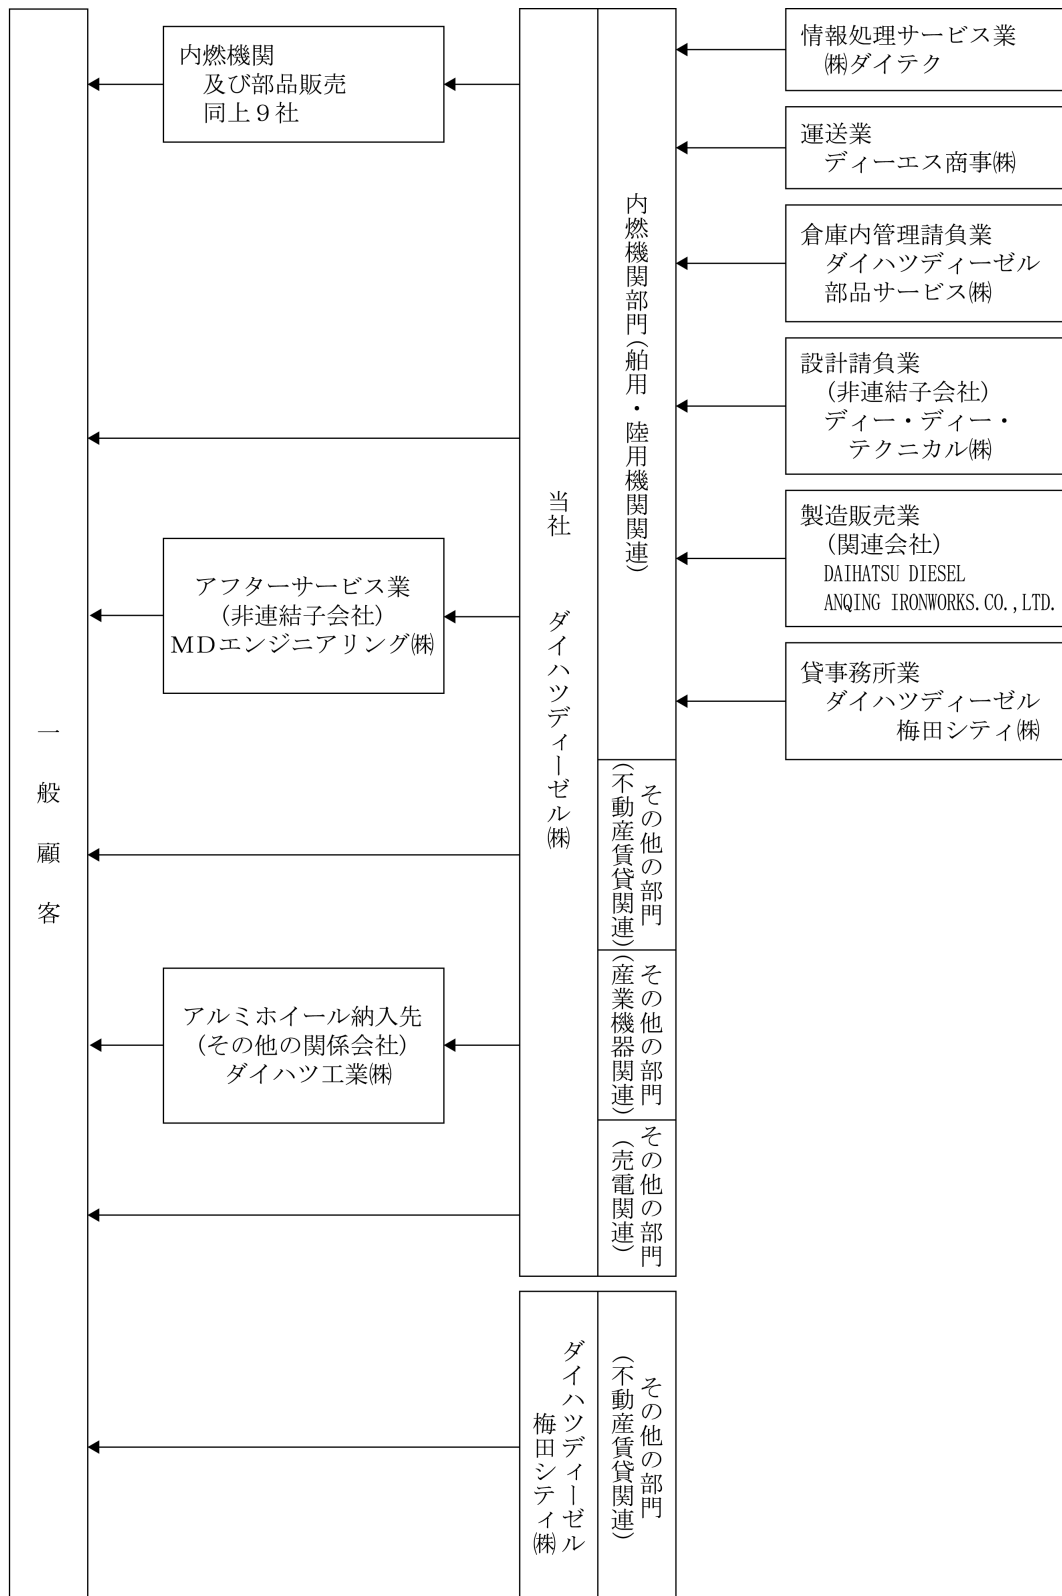 内燃機関
及び部品販売
同上９社
アフターサービス業
(非連結子会社)
MDエンジニアリング㈱
アルミホイール納入先
(その他の関係会社)
ダイハツ工業㈱
一般顧客
当社　ダイハツディーゼル㈱
内燃機関部門(舶用・陸用機関関連)
その他の部門
(不動産賃貸関連)
その他の部門
(産業機器関連)
その他の部門
(売電関連)
ダイハツディーゼル
梅田シティ㈱
その他の部門
(不動産賃貸関連)
情報処理サービス業
㈱ダイテク
運送業
ディーエス商事㈱
倉庫内管理請負業
ダイハツディーゼル
部品サービス㈱
設計請負業
(非連結子会社)
ディー・ディー・
テクニカル㈱
製造販売業
(関連会社)
DAIHATSU DIESEL
ANQING IRONWORKS.CO.,LTD.
貸事務所業
ダイハツディーゼル
梅田シティ㈱